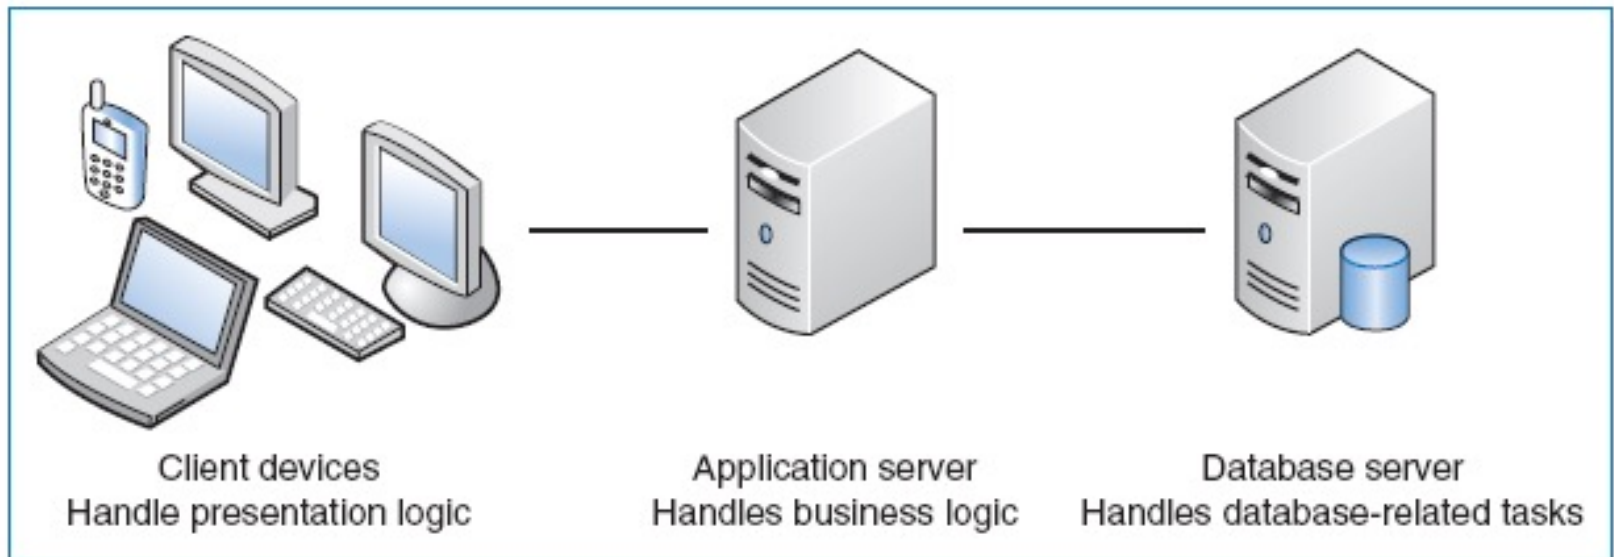 Client devices
Handle presentation logic
Application server
Handles business logic
Database server
Handles database-related tasks